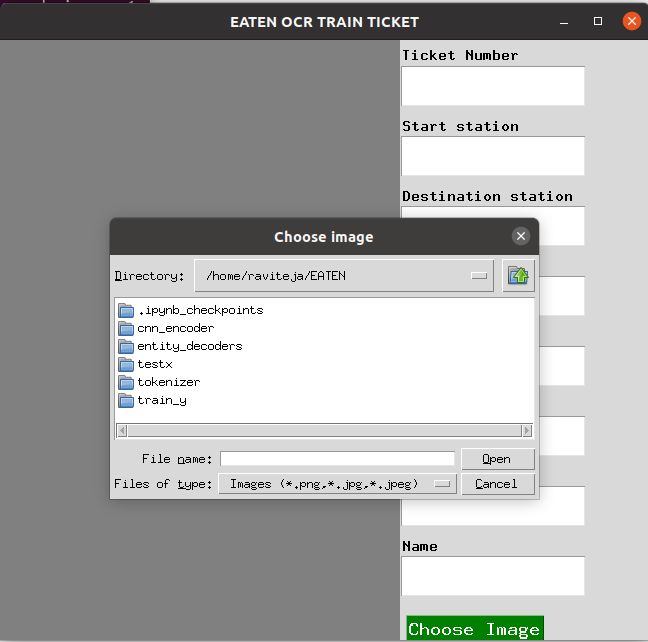 EATEN OCR TRAIN TICKET
Ticket Number
Start station
Destination station
Choose image
Directory: /home/raviteja/EATEN
.ipynb_checkpoints
cnn_encoder
entity_decoders
testx
tokenizer
train_y
File name:
Open
Files of type: Images (*.png,*.jpg,*.jpeg)
Cancel
Name
Choose Image